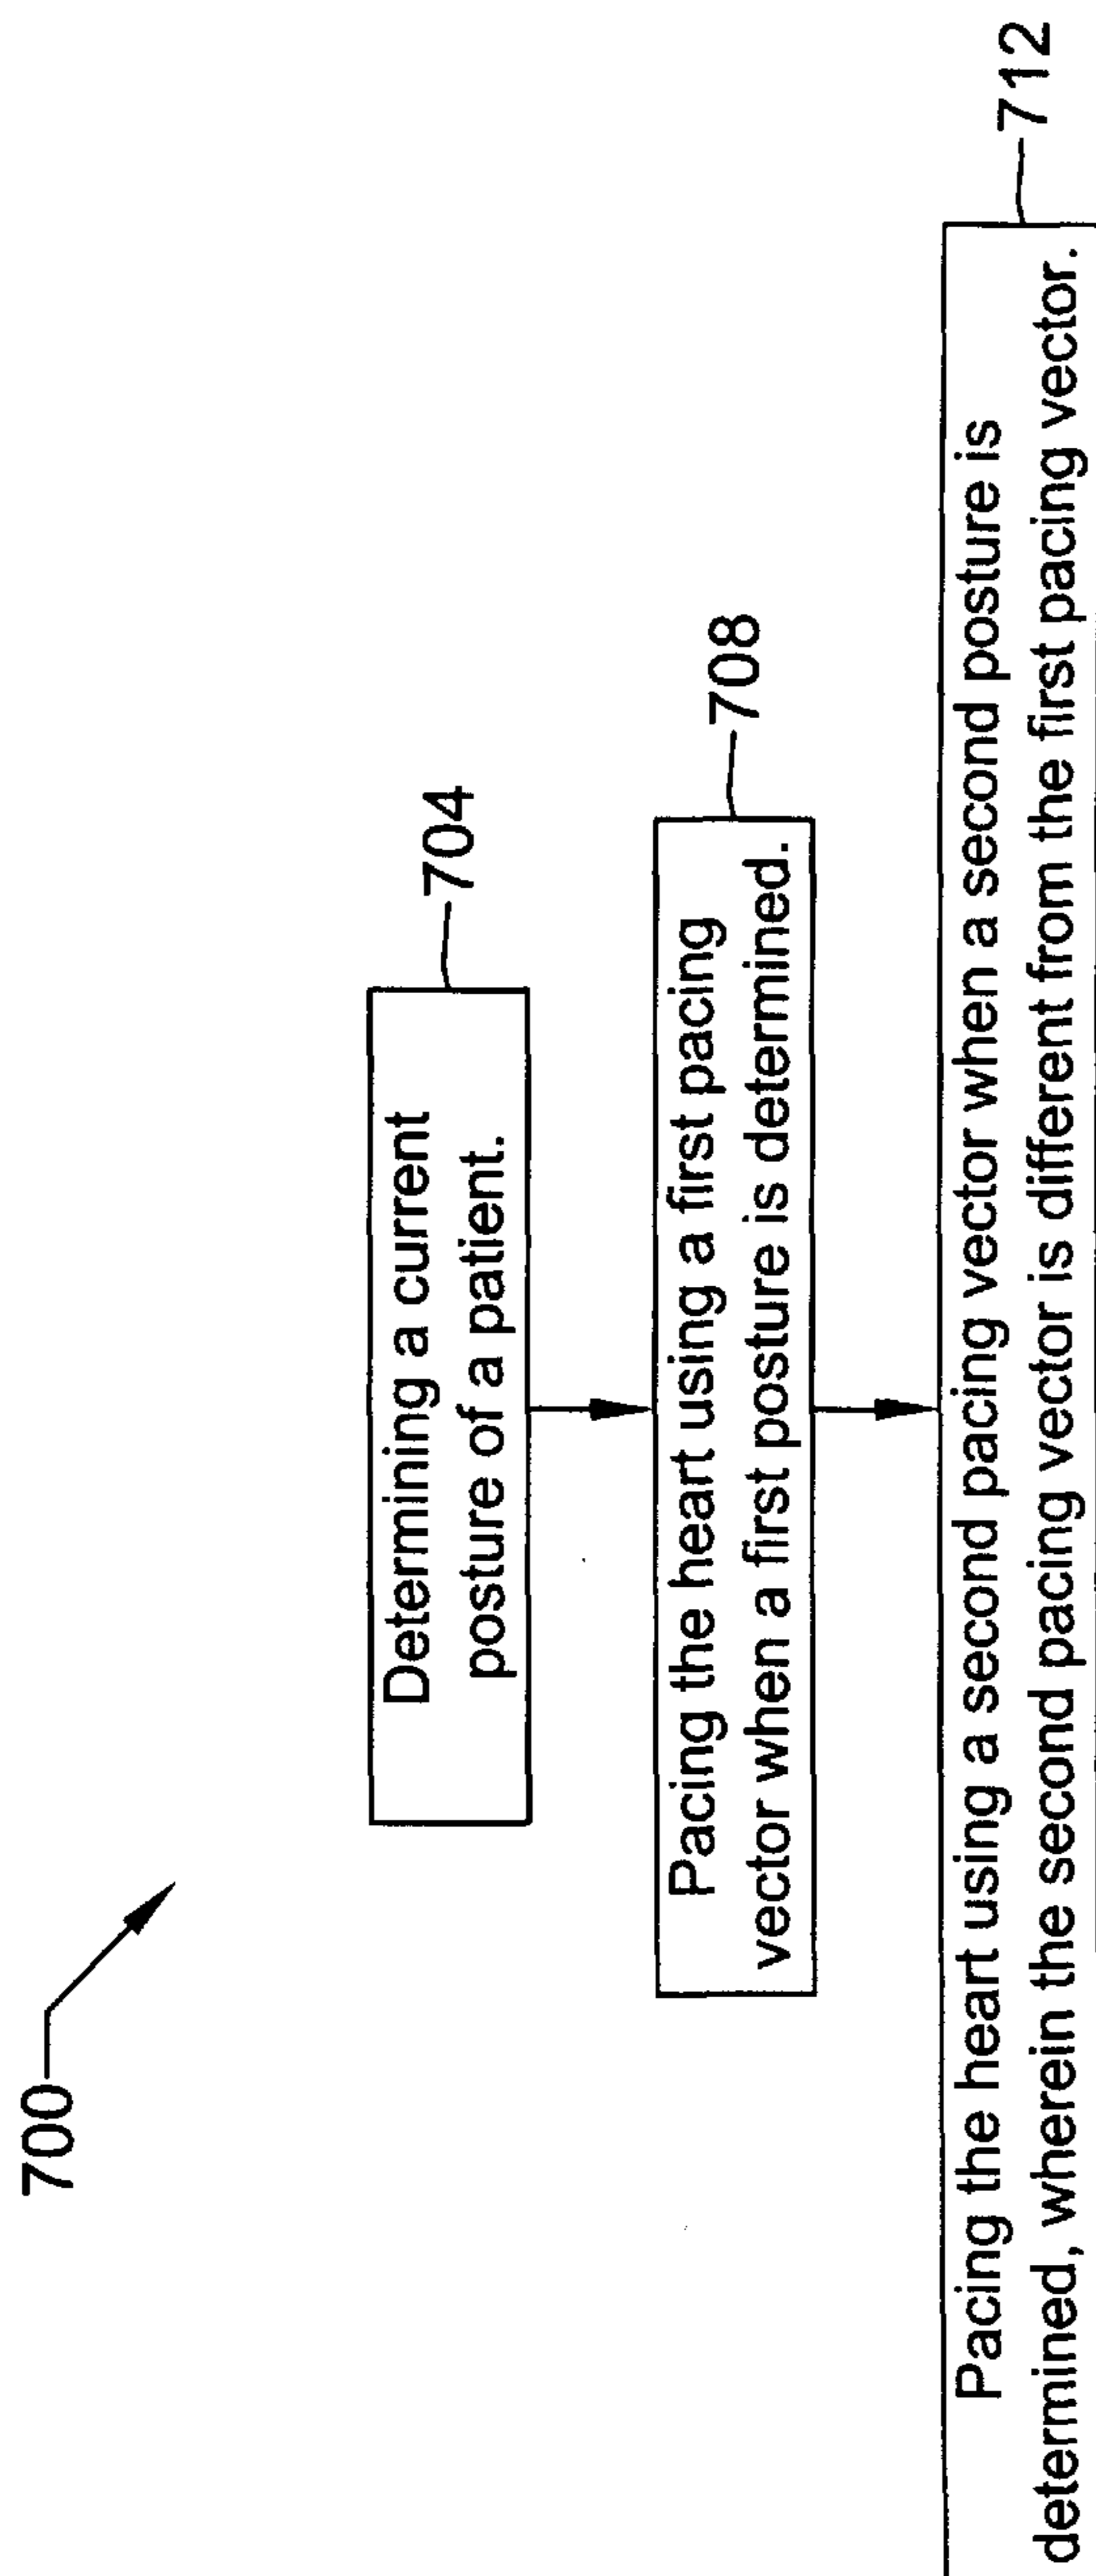 700
Determining a current
posture of a patient.
704
Pacing the heart using a first pacing
vector when a first posture is determined.
708
Pacing the heart using a second pacing vector when a second posture is
determined, wherein the second pacing vector is different from the first pacing vector.
712